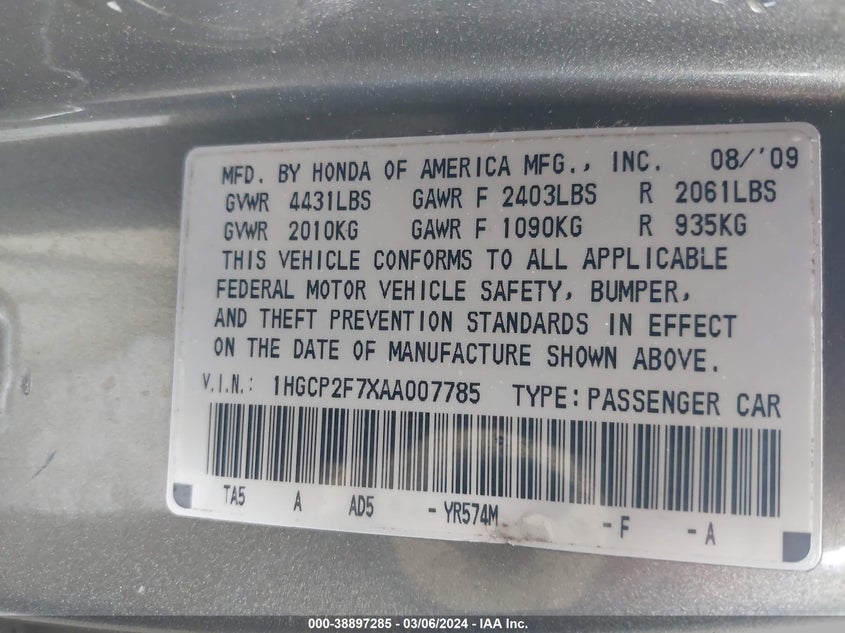 MFD. BY HONDA OF AMERICA MFG., INC. 08/'09
GVWR 4431LBS GAWR F 2403LBS R 2061LBS
GVWR 2010KG GAWR F 1090KG R 935KG
THIS VEHICLE CONFORMS TO ALL APPLICABLE
FEDERAL MOTOR VEHICLE SAFETY, BUMPER,
AND THEFT PREVENTION STANDARDS IN EFFECT
ON THE DATE OF MANUFACTURE SHOWN ABOVE.
V.I.N.: 1HGCP2F7XAA007785 TYPE: PASSENGER CAR
TA5 A AD5 - YR574M - F - A
000-38897285 - 03/06/2024 - IAA Inc.